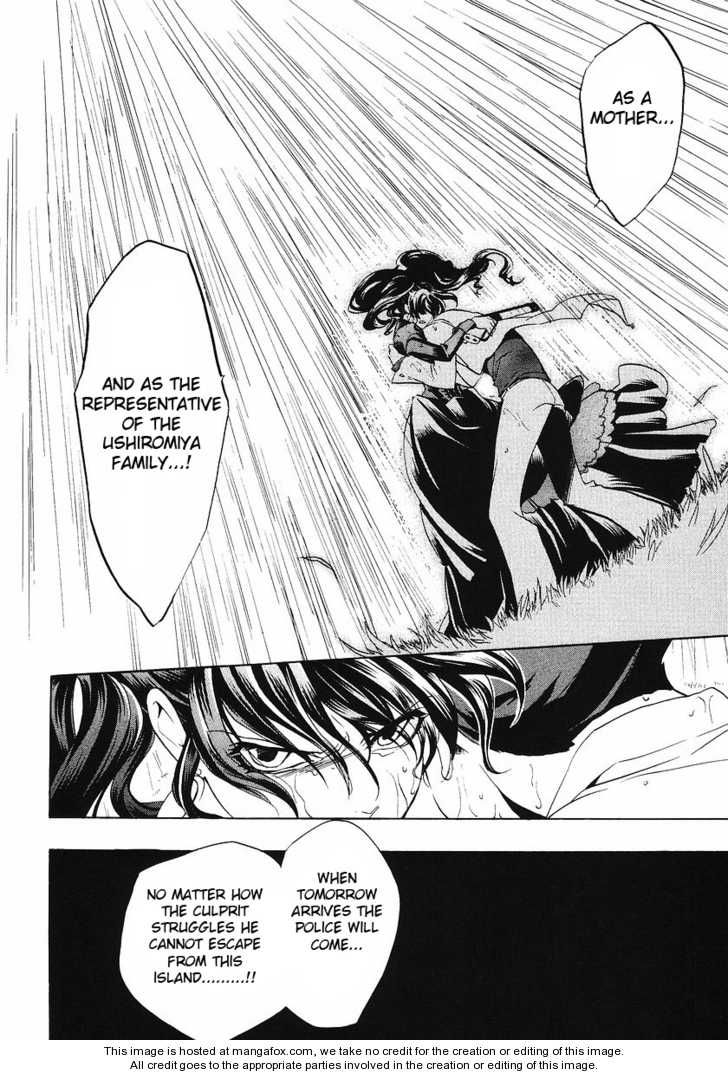 AS A
MOTHER...
AND AS THE
REPRESENTATIVE
OF THE
USHIROMIYA
FAMILY...!
WHEN
TOMORROW
ARRIVES THE
POLICE WILL
COME...
NO MATTER HOW
THE CULPRIT
STRUGGLES HE
CANNOT ESCAPE
FROM THIS
ISLAND.........!!
This image is hosted at mangafox.com, we take no credit for the creation or editing of this image.
All credit goes to the appropriate parties involved in the creation or editing of this image.